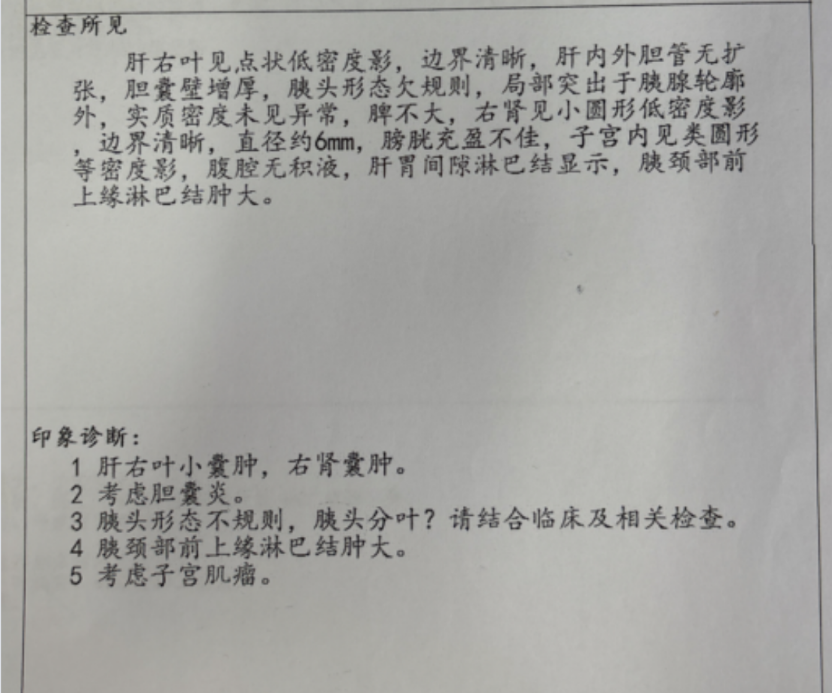 检查所见
肝右叶见点状低密度影，边界清晰，肝内外胆管无扩
张，胆囊壁增厚，胰头形态欠规则，局部突出于胰腺轮廓
外，实质密度未见异常，脾不大，右肾见小圆形低密度影
，边界清晰，直径约6mm，膀胱充盈不佳，子宫内见类圆形
等密度影，腹腔无积液，肝胃间隙淋巴结显示，胰颈部前
上缘淋巴结肿大。
印象诊断：
1 肝右叶小囊肿，右肾囊肿。
2 考虑胆囊炎。
3 胰头形态不规则，胰头分叶？请结合临床及相关检查。
4 胰颈部前上缘淋巴结肿大。
5 考虑子宫肌瘤。